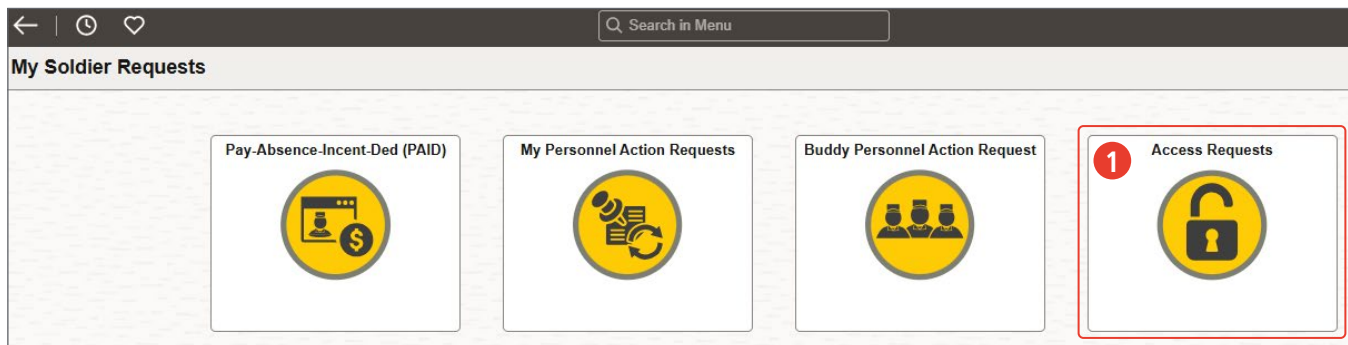 Search in Menu
My Soldier Requests
Pay-Absence-Incent-Ded (PAID)
My Personnel Action Requests
Buddy Personnel Action Request
1
Access Requests
$